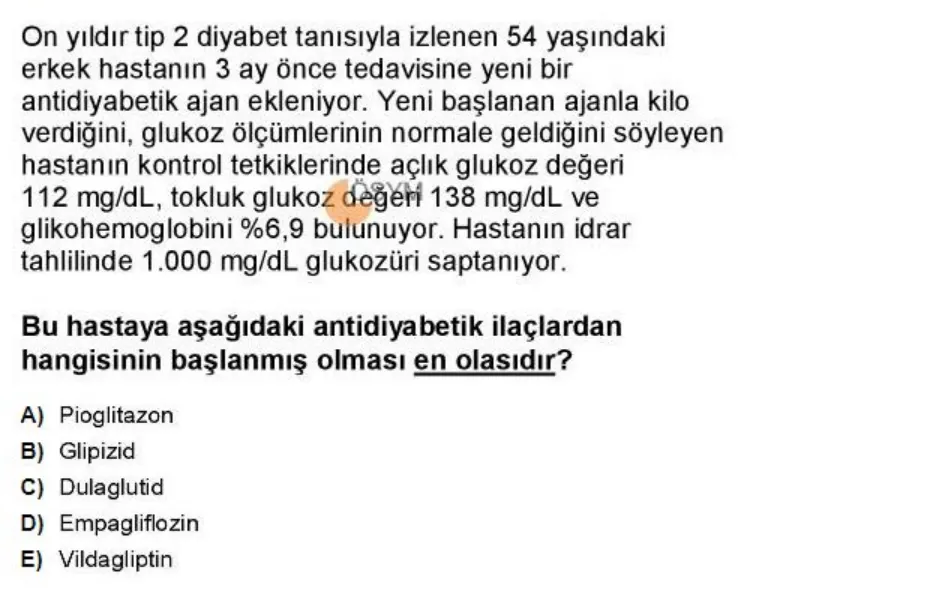 On yıldır tip 2 diyabet tanısıyla izlenen 54 yaşındaki
erkek hastanın 3 ay önce tedavisine yeni bir
antidiyabetik ajan ekleniyor. Yeni başlanan ajanla kilo
verdiğini, glukoz ölçümlerinin normale geldiğini söyleyen
hastanın kontrol tetkiklerinde açlık glukoz değeri
ÖSYM
112 mg/dL, tokluk glukoz değeri 138 mg/dL ve
glikohemoglobini %6,9 bulunuyor. Hastanın idrar
tahlilinde 1.000 mg/dL glukozüri saptanıyor.
Bu hastaya aşağıdaki antidiyabetik ilaçlardan
hangisinin başlanmış olması en olasıdır?
A) Pioglitazon
B) Glipizid
C) Dulaglutid
D) Empagliflozin
E) Vildagliptin